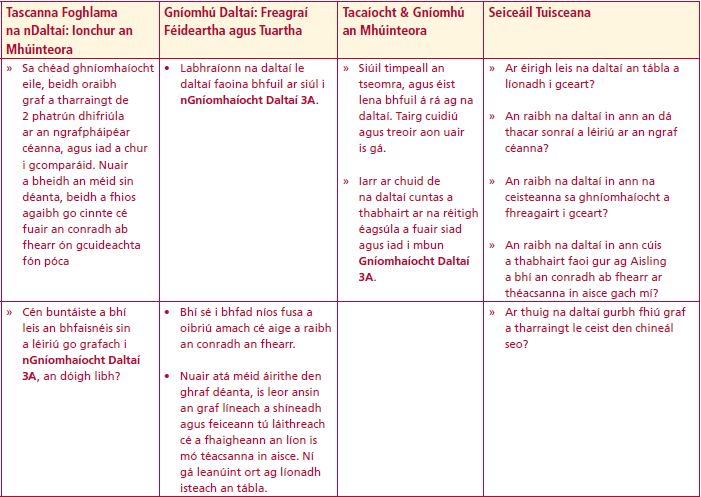 Tascanna Foghlama
na nDaltaí: Ionchur an
Mhúinteora
Gníomhú Daltaí: Freagraí
Féideartha agus Tuartha
Tacaíocht & Gníomhú
an Mhúinteora
Seiceáil Tuisceana
» Sa chéad ghníomhaíocht
eile, beidh oraibh
graf a tharraingt de
2 phatrún dhifriúla
ar an ngrafpháipéar
céanna, agus iad a chur
i gcomparáid. Nuair
a bheidh an méid sin
déanta, beidh a fhios
agaibh go cinnte cé
fuair an conradh ab
fhearr ón gcuideachta
fón póca
• Labhraíonn na daltaí le
daltaí faoina bhfuil ar siúl i
nGníomhaíocht Daltaí 3A.
» Siúil timpeall an
tseomra, agus éist
lena bhfuil á rá ag na
daltaí. Tairg cuidiú
agus treoir aon uair
is gá.
» Iarr ar chuid de
na daltaí cuntas a
thabhairt ar na réitigh
éagsúla a fuair siad
agus iad i mbun
Gníomhaíocht Daltaí
3A.
» Ar éirigh leis na daltaí an tábla a
líonadh i gceart?
» An raibh na daltaí in ann an dá
thacar sonraí a léiriú ar an ngraf
céanna?
» An raibh na daltaí in ann na
ceisteanna sa ghníomhaíocht a
fhreagairt i gceart?
» An raibh na daltaí in ann cúis
a thabhairt faoi gur ag Aisling
a bhí an conradh ab fhearr ar
théacsanna in aisce gach mí?
» Cén buntáiste a bhí
leis an bhfaisnéis sin
a léiriú go grafach i
nGníomhaíocht Daltaí
3A, an dóigh libh?
• Bhí sé i bhfad níos fusa a
oibriú amach cé aige a raibh
an conradh an fhearr.
• Nuair atá méid áirithe den
ghraf déanta, is leor ansin
an graf líneach a shíneadh
agus feiceann tú láithreach
cé a fhaigheann an líon is
mó téacsanna in aisce. Ní
gá leanúint ort ag líonadh
isteach an tábla.
» Ar thuig na daltaí gurbh fhiú graf
a tharraingt le ceist den chineál
seo?